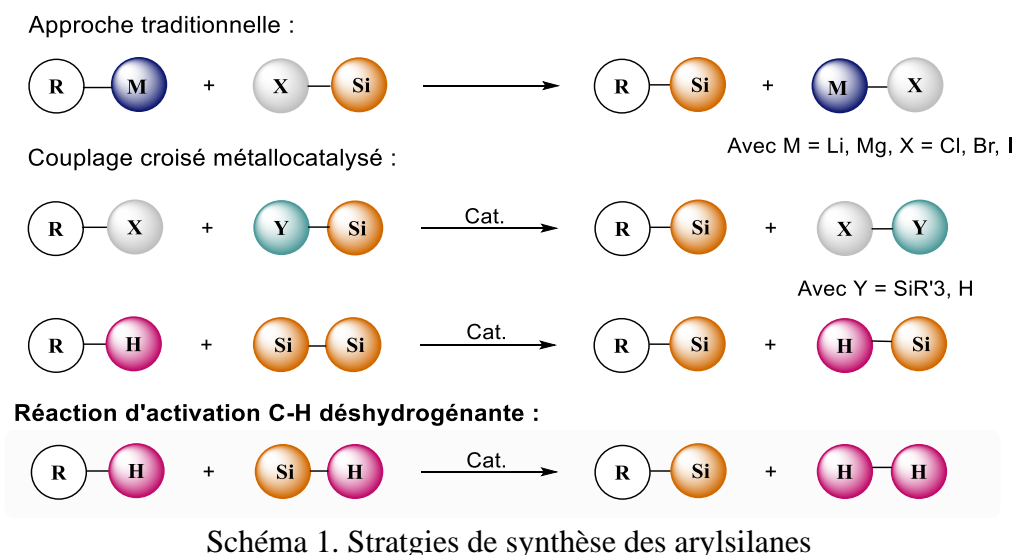 Approche traditionnelle :
R M + X Si R Si + M X
Avec M = Li, Mg, X = Cl, Br, I
Couplage croisé métallocatalysé :
Cat.
R X + Y Si R Si + X Y
Avec Y = SiR'3, H
Cat.
R H + Si Si R Si + H Si
Réaction d'activation C-H déshydrogénante :
Cat.
R H + Si H R Si + H H
Schéma 1. Stratgies de synthèse des arylsilanes